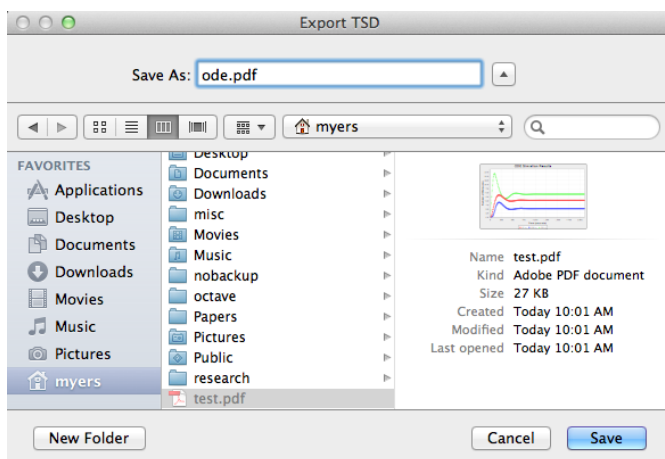 Export TSD
Save As: ode.pdf
myers
FAVORITES
Applications
Desktop
Documents
Downloads
Movies
Music
Pictures
myers
Desktop
Documents
Downloads
misc
Movies
Music
nobackup
octave
Papers
Pictures
Public
research
test.pdf
Name test.pdf
Kind Adobe PDF document
Size 27 KB
Created Today 10:01 AM
Modified Today 10:01 AM
Last opened Today 10:01 AM
New Folder
Cancel
Save